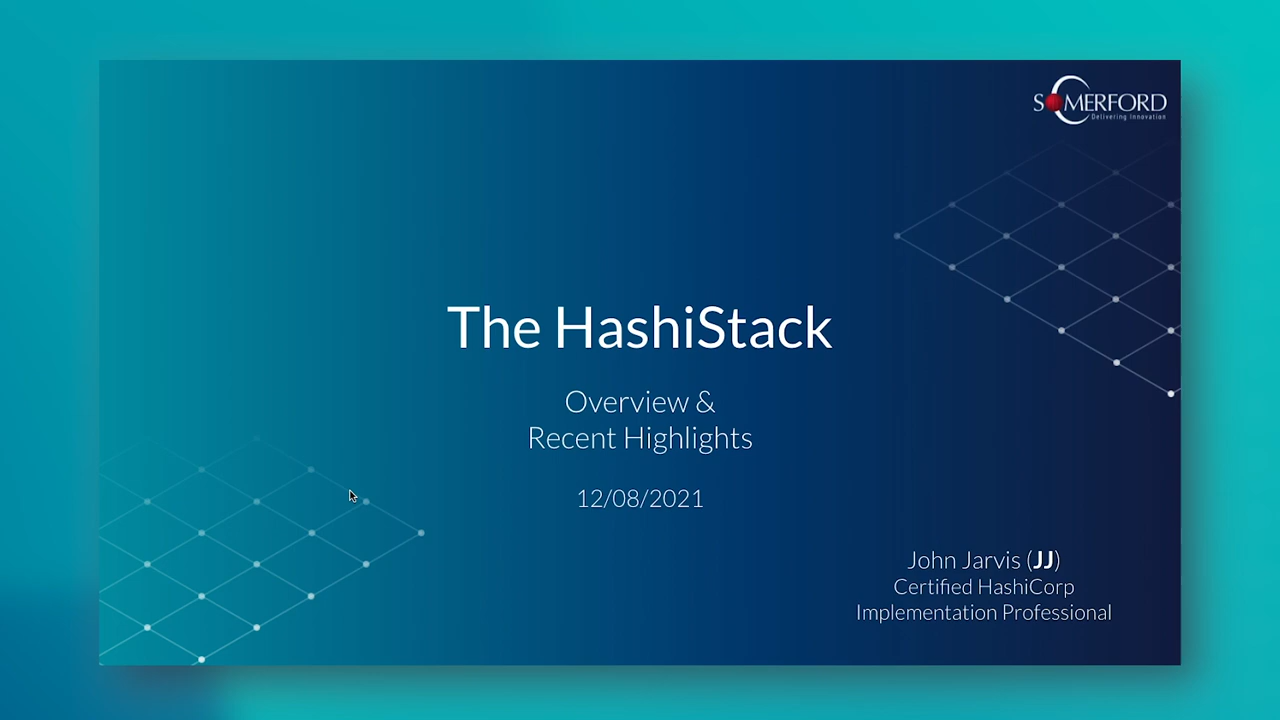 SOMERFORD
Delivering Innovation
The HashiStack
Overview &
Recent Highlights
12/08/2021
John Jarvis (JJ)
Certified HashiCorp
Implementation Professional